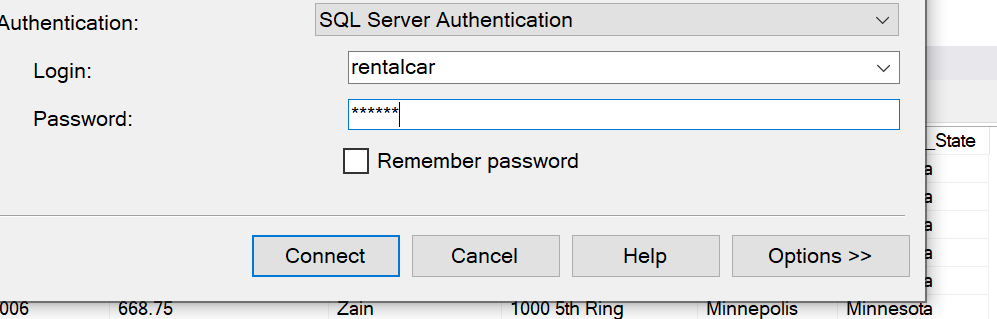 Authentication: SQL Server Authentication
Login: rentalcar
Password: ******
_State
Remember password
a
a
a
Connect Cancel Help Options >>
a
a
006 668.75 Zain 1000 5th Ring Minnepolis Minnesota